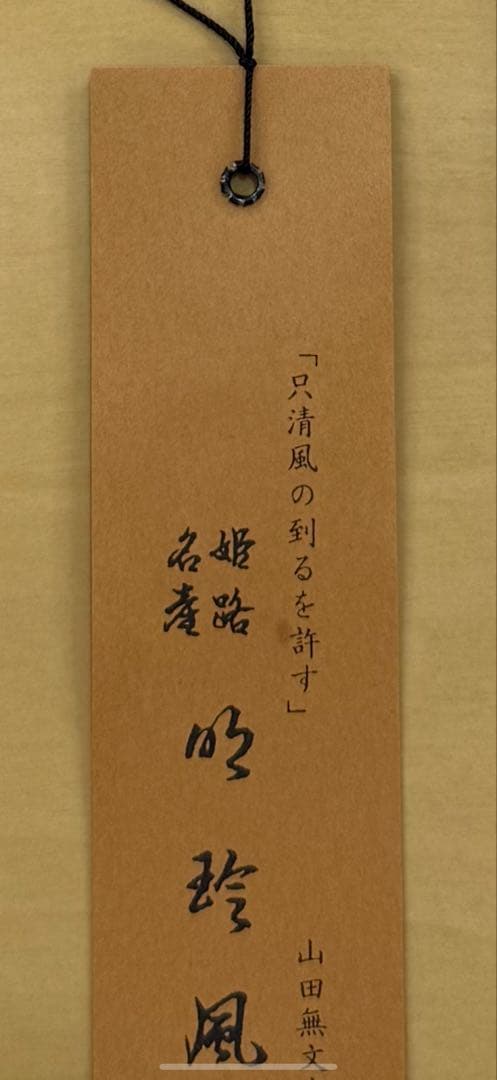 「只清風の到るを許す」
山田無文
姫路
名産
明玲風